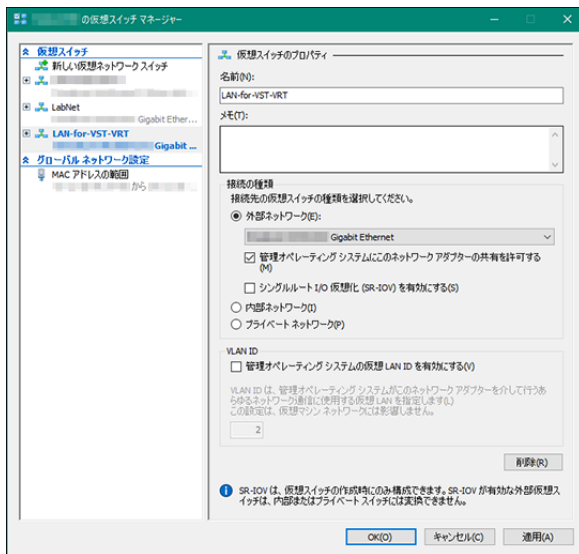 の仮想スイッチ マネージャー
仮想スイッチ
新しい仮想ネットワーク スイッチ
LabNet
Gigabit Ether...
LAN-for-VST-VRT
Gigabit ...
グローバル ネットワーク設定
MAC アドレスの範囲
から
仮想スイッチのプロパティ
名前(N):
LAN-for-VST-VRT
メモ(T):
接続の種類
接続先の仮想スイッチの種類を選択してください。
外部ネットワーク(E):
Gigabit Ethernet
管理オペレーティング システムにこのネットワーク アダプターの共有を許可する
(M)
シングルルート I/O 仮想化 (SR-IOV) を有効にする(S)
内部ネットワーク(I)
プライベート ネットワーク(P)
VLAN ID
管理オペレーティング システムの仮想 LAN ID を有効にする(V)
VLAN ID は、管理オペレーティング システムがこのネットワーク アダプターを介して行うあ
らゆるネットワーク通信に使用する仮想 LAN を指定します(L)
この設定は、仮想マシン ネットワークには影響しません。
2
削除(R)
SR-IOV は、仮想スイッチの作成時にのみ構成できます。SR-IOV が有効な外部仮想ス
イッチは、内部またはプライベート スイッチには変換できません。
OK(O)
キャンセル(C)
適用(A)